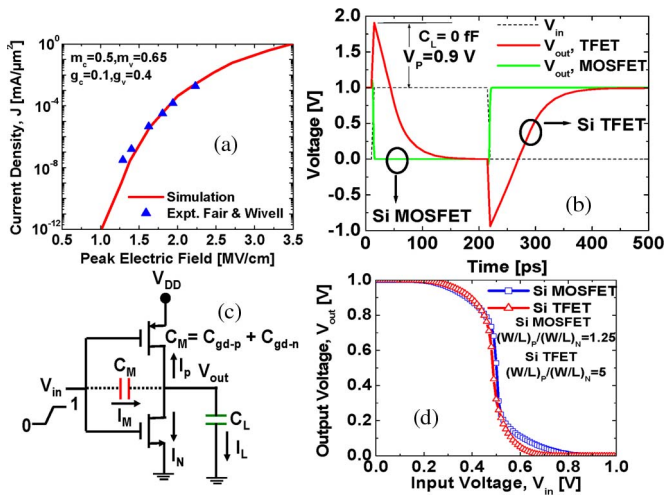 m_c=0.5,m_v=0.65
g_c=0.1,g_v=0.4
Current Density, J [mA/μm²]
10⁰
10⁻⁴
10⁻⁸
10⁻¹²
(a)
Simulation
Expt. Fair & Wivell
0.5 1.0 1.5 2.0 2.5 3.0 3.5
Peak Electric Field [MV/cm]
Voltage [V]
2.0
1.5
1.0
0.5
0.0
-0.5
-1.0
C_L= 0 fF
V_P=0.9 V
V_in
V_out, TFET
V_out, MOSFET
Si TFET
Si MOSFET
(b)
0 100 200 300 400 500
Time [ps]
(c)
V_DD
C_M= C_gd-p + C_gd-n
C_M
I_p
V_out
V_in
0
1
I_M
I_N
C_L
I_L
Output Voltage, V_out [V]
1.0
0.8
0.6
0.4
0.2
0.0
Si MOSFET
Si TFET
Si MOSFET
(W/L)_P/(W/L)_N=1.25
Si TFET
(W/L)_P/(W/L)_N=5
(d)
0.0 0.2 0.4 0.6 0.8 1.0
Input Voltage, V_in [V]